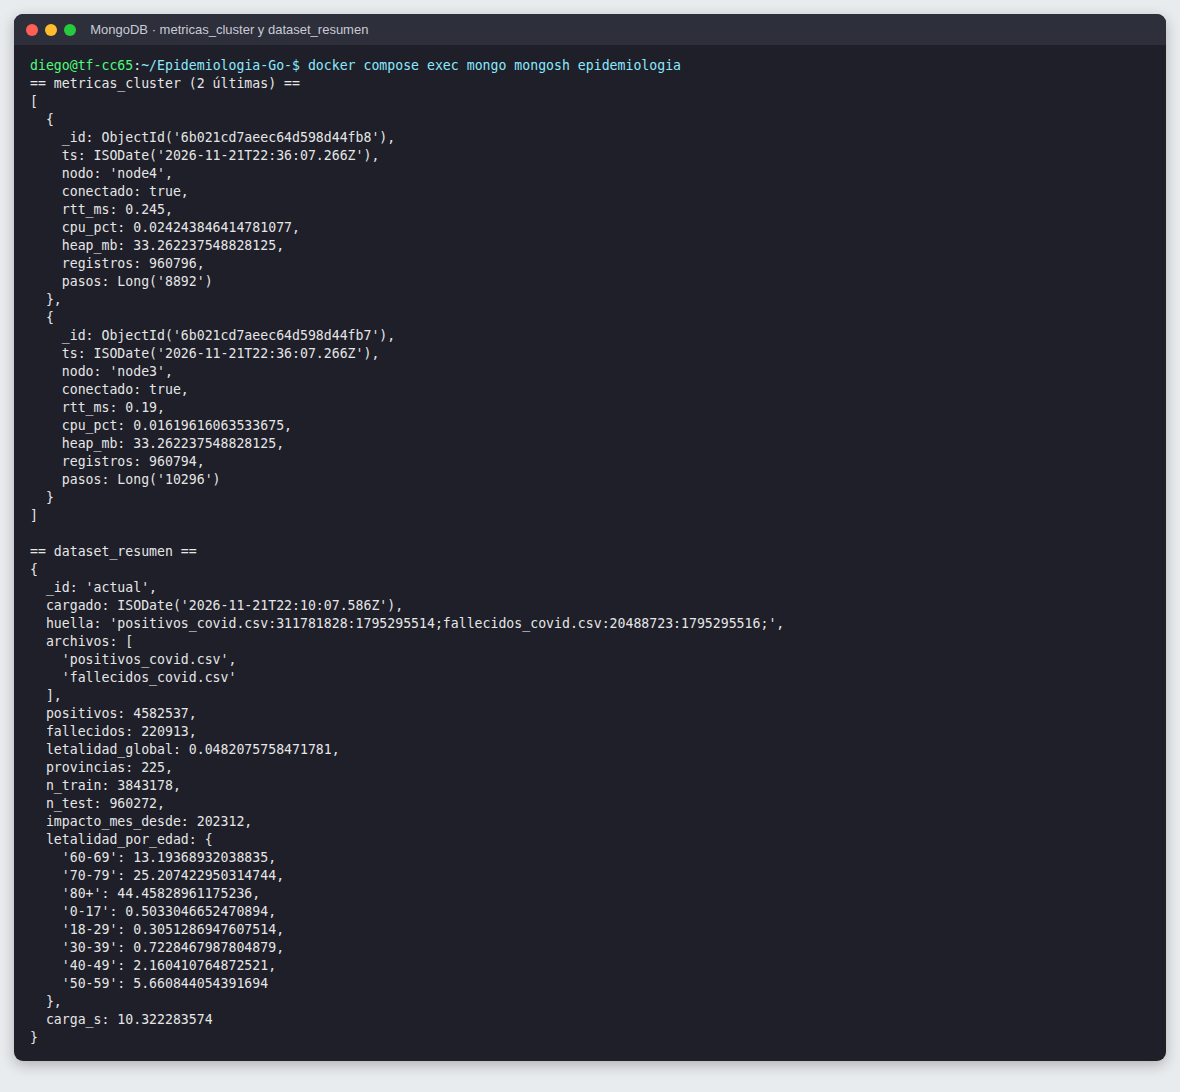 MongoDB · metricas_cluster y dataset_resumen
diego@tf-cc65:~/Epidemiologia-Go-$ docker compose exec mongo mongosh epidemiologia
== metricas_cluster (2 últimas) ==
[
  {
    _id: ObjectId('6b021cd7aeec64d598d44fb8'),
    ts: ISODate('2026-11-21T22:36:07.266Z'),
    nodo: 'node4',
    conectado: true,
    rtt_ms: 0.245,
    cpu_pct: 0.024243846414781077,
    heap_mb: 33.262237548828125,
    registros: 960796,
    pasos: Long('8892')
  },
  {
    _id: ObjectId('6b021cd7aeec64d598d44fb7'),
    ts: ISODate('2026-11-21T22:36:07.266Z'),
    nodo: 'node3',
    conectado: true,
    rtt_ms: 0.19,
    cpu_pct: 0.01619616063533675,
    heap_mb: 33.262237548828125,
    registros: 960794,
    pasos: Long('10296')
  }
]

== dataset_resumen ==
{
  _id: 'actual',
  cargado: ISODate('2026-11-21T22:10:07.586Z'),
  huella: 'positivos_covid.csv:311781828:1795295514;fallecidos_covid.csv:20488723:1795295516;',
  archivos: [
    'positivos_covid.csv',
    'fallecidos_covid.csv'
  ],
  positivos: 4582537,
  fallecidos: 220913,
  letalidad_global: 0.0482075758471781,
  provincias: 225,
  n_train: 3843178,
  n_test: 960272,
  impacto_mes_desde: 202312,
  letalidad_por_edad: {
    '60-69': 13.19368932038835,
    '70-79': 25.207422950314744,
    '80+': 44.45828961175236,
    '0-17': 0.5033046652470894,
    '18-29': 0.3051286947607514,
    '30-39': 0.7228467987804879,
    '40-49': 2.160410764872521,
    '50-59': 5.660844054391694
  },
  carga_s: 10.322283574
}